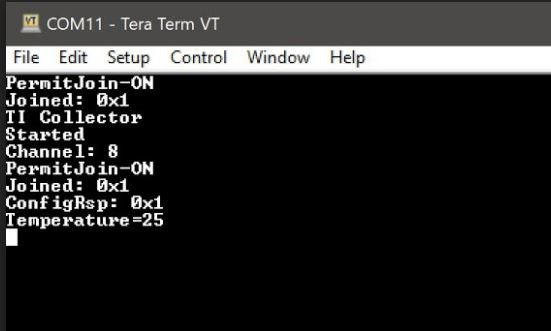 COM11 - Tera Term VT
File Edit Setup Control Window Help
PermitJoin-ON
Joined: 0x1
TI Collector
Started
Channel: 8
PermitJoin-ON
Joined: 0x1
ConfigRsp: 0x1
Temperature=25